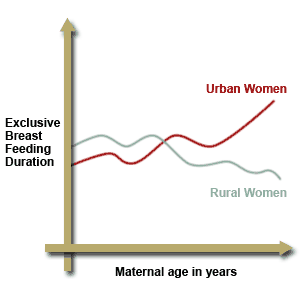 Urban Women
Exclusive
Breast
Feeding
Duration
Rural Women
Maternal age in years